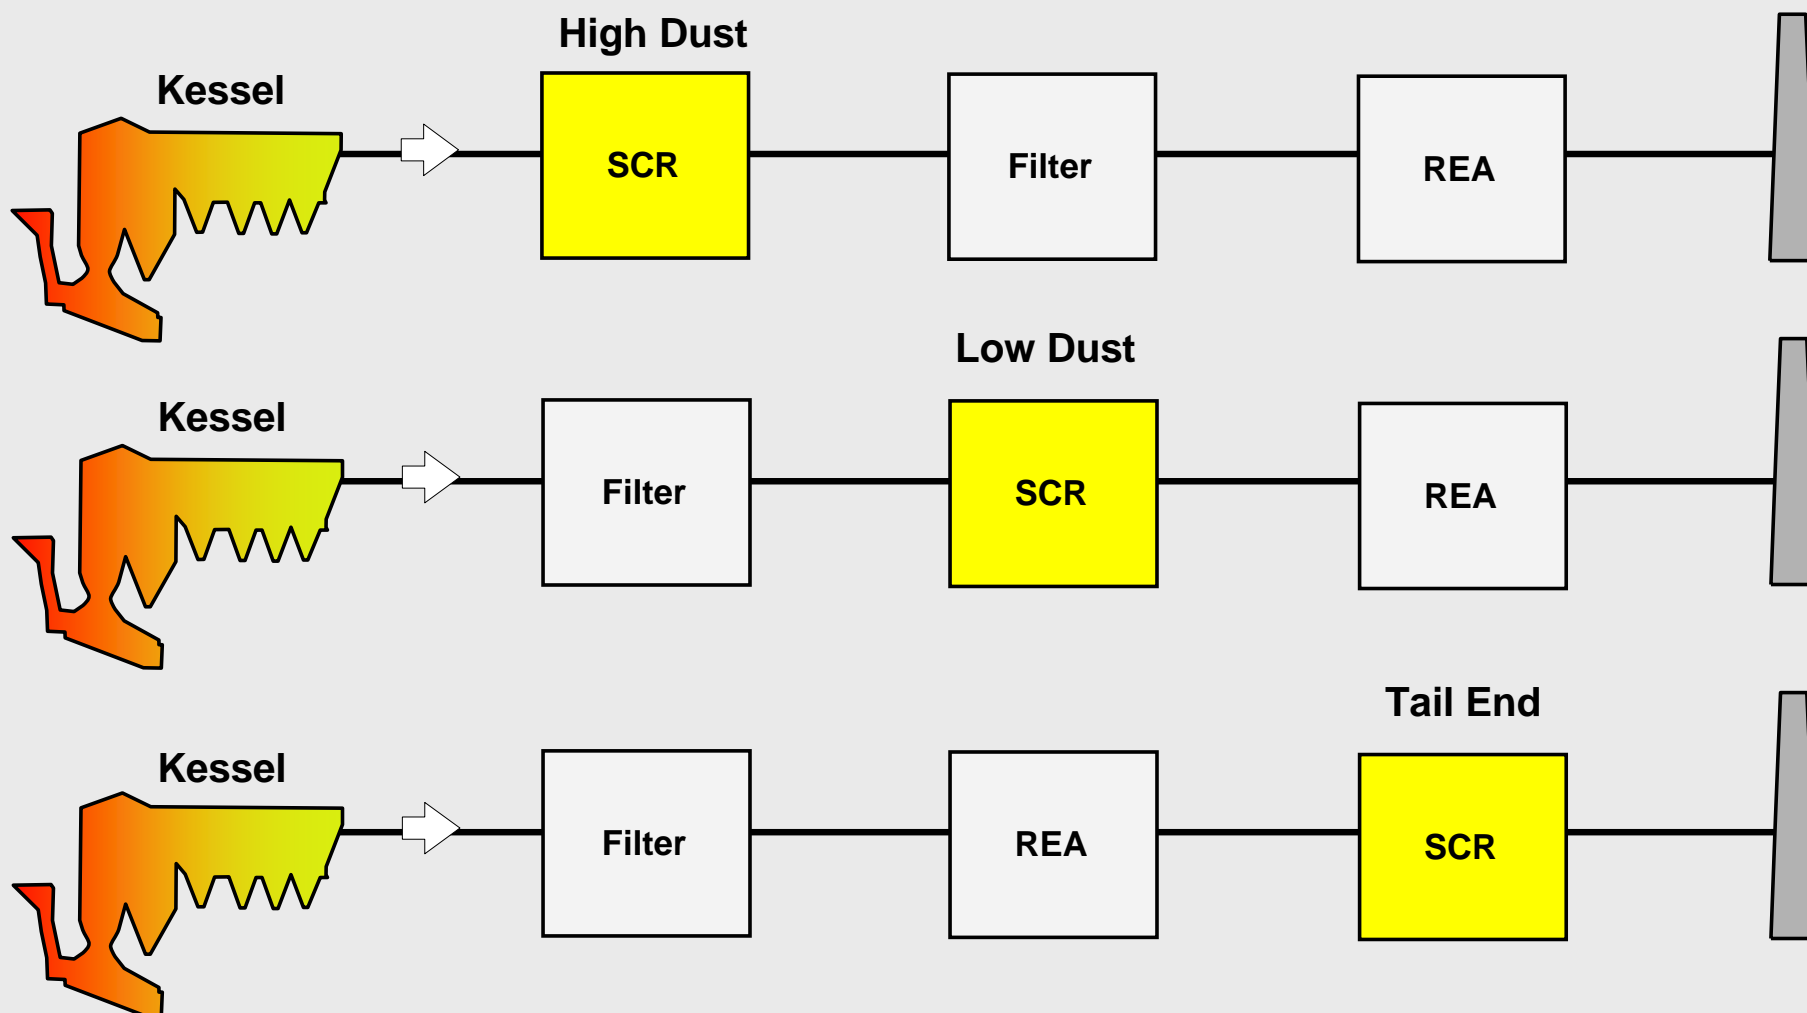 High Dust
Kessel
SCR
Filter
REA
Low Dust
Kessel
Filter
SCR
REA
Tail End
Kessel
Filter
REA
SCR